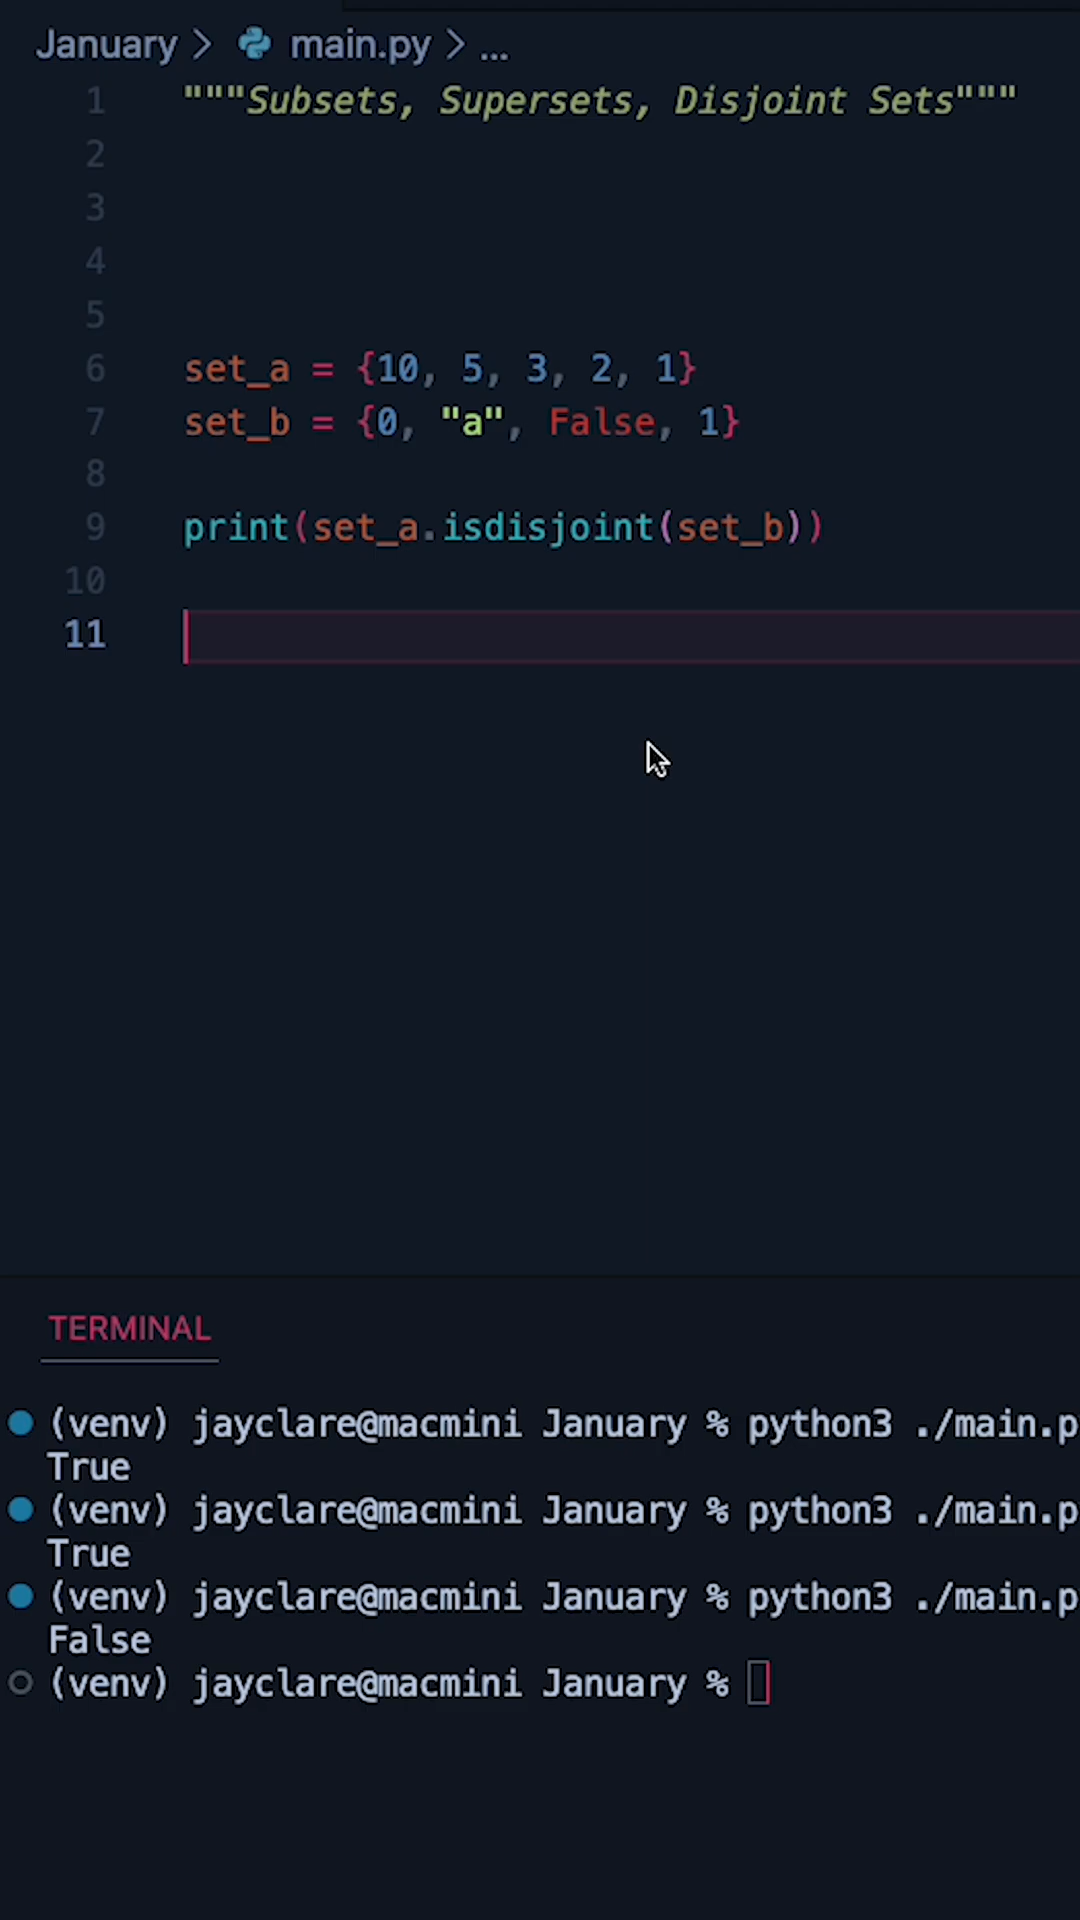 January > main.py > ...
1 """Subsets, Supersets, Disjoint Sets"""
2
3
4
5
6 set_a = {10, 5, 3, 2, 1}
7 set_b = {0, "a", False, 1}
8
9 print(set_a.isdisjoint(set_b))
10
11
TERMINAL
(venv) jayclare@macmini January % python3 ./main.p
True
(venv) jayclare@macmini January % python3 ./main.p
True
(venv) jayclare@macmini January % python3 ./main.p
False
(venv) jayclare@macmini January %